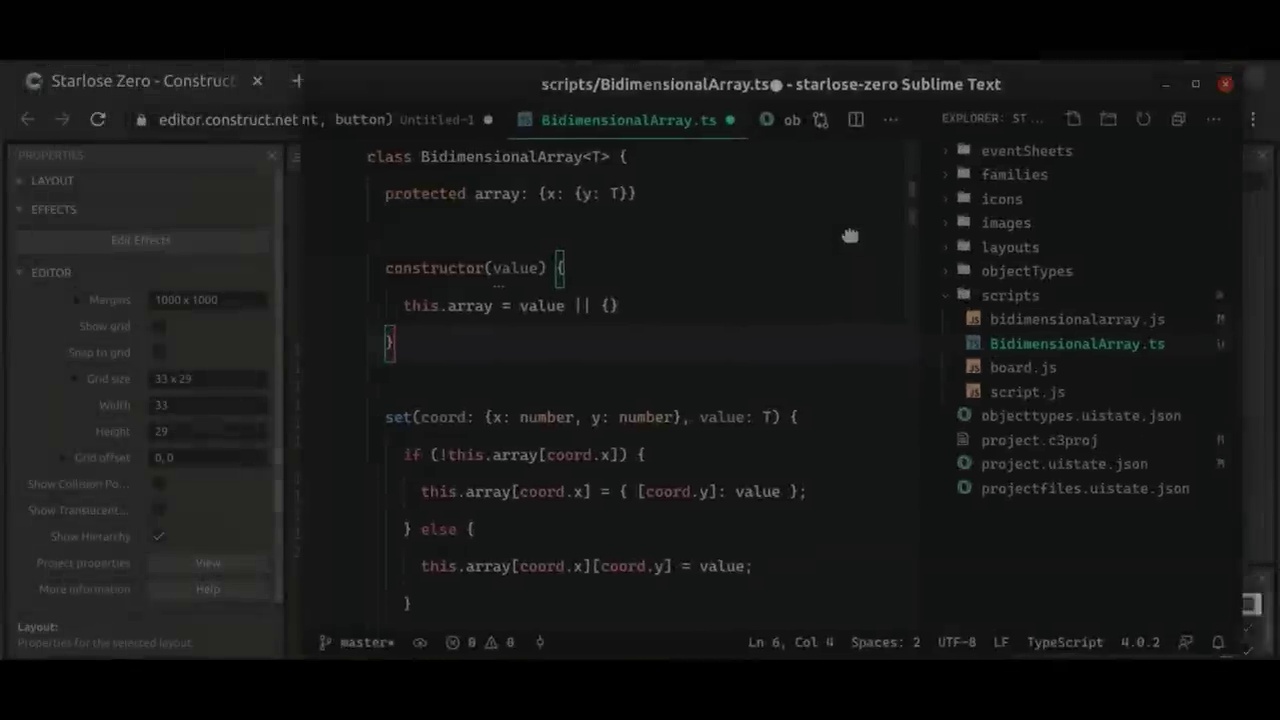 Starlose Zero - Construct
scripts/BidimensionalArray.ts● - starlose-zero Sublime Text
editor.construct.net
nt, button) Untitled-1
BidimensionalArray.ts
ob
EXPLORER: ST ...
PROPERTIES
LAYOUT
EFFECTS
Edit Effects
EDITOR
Margins 1000 x 1000
Show grid
Snap to grid
Grid size 33 x 29
Width 33
Height 29
Grid offset 0, 0
Show Collision Po...
Show Translucent...
Show Hierarchy
Project properties View
More information Help
Layout:
Properties for the selected layout
class BidimensionalArray<T> {
protected array: {x: {y: T}}
constructor(value) {
this.array = value || {}
}
set(coord: {x: number, y: number}, value: T) {
if (!this.array[coord.x]) {
this.array[coord.x] = { [coord.y]: value };
} else {
this.array[coord.x][coord.y] = value;
}
eventSheets
families
icons
images
layouts
objectTypes
scripts
JS bidimensionalarray.js M
TS BidimensionalArray.ts U
JS board.js
JS script.js
objecttypes.uistate.json
project.c3proj M
project.uistate.json M
projectfiles.uistate.json
master* 0 0 Ln 6, Col 4 Spaces: 2 UTF-8 LF TypeScript 4.0.2